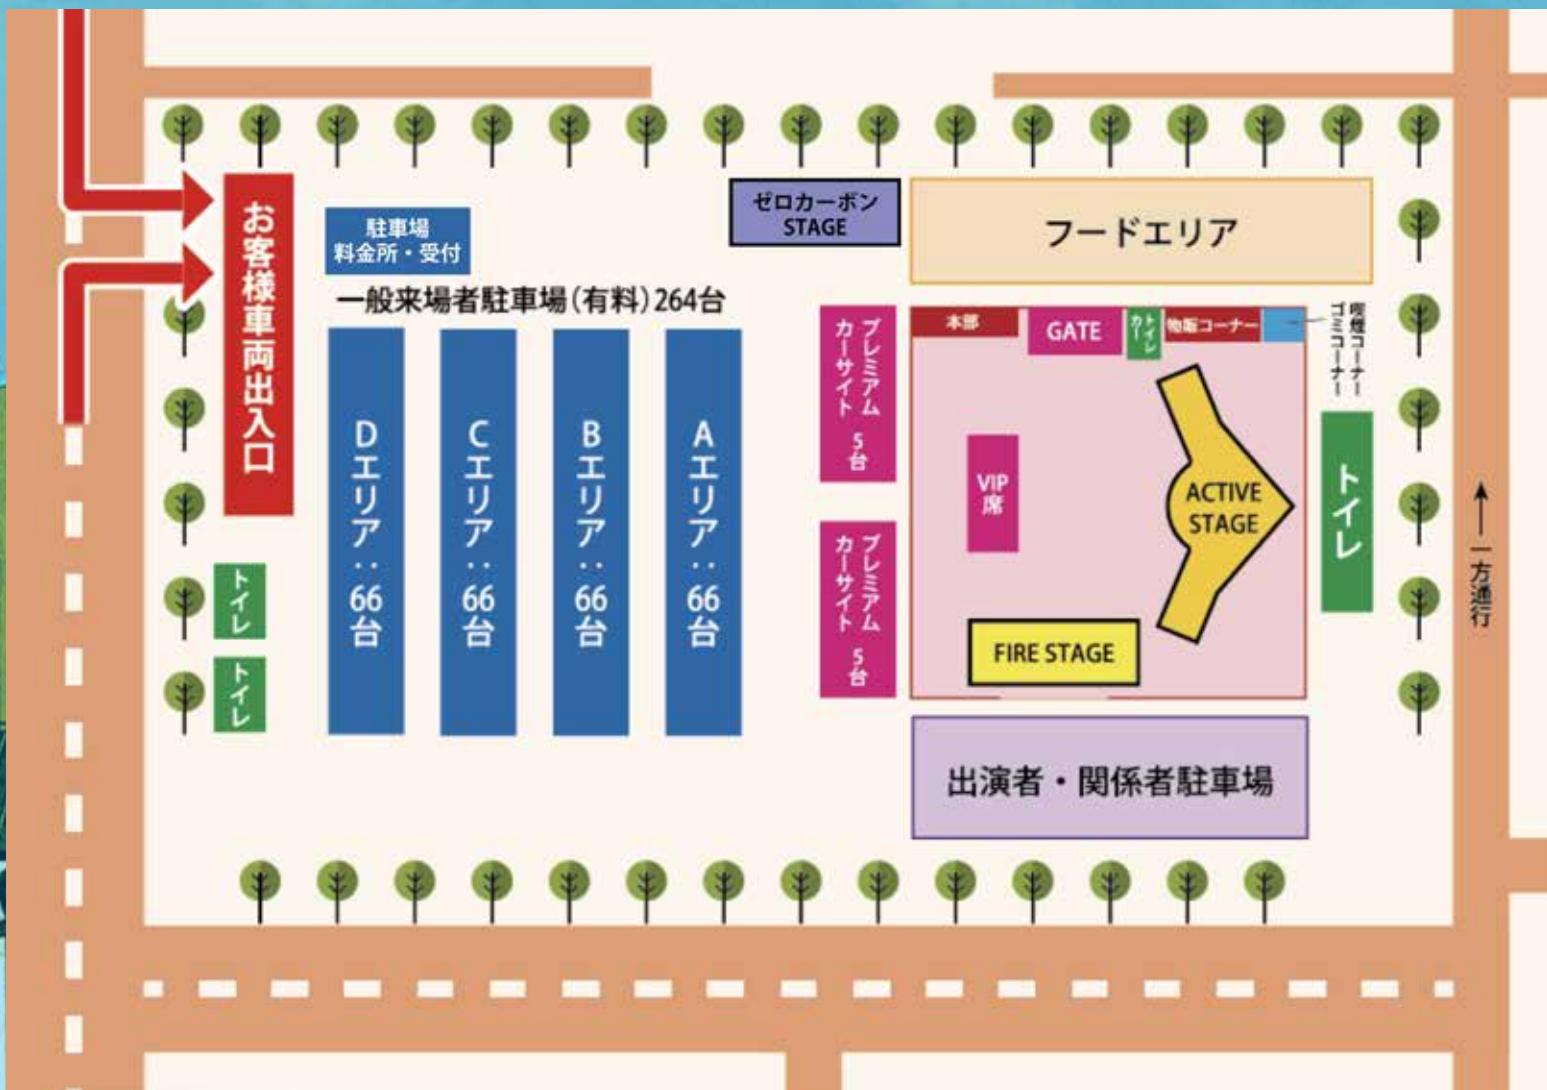 お客様車両出入口
駐車場
料金所・受付
一般来場者駐車場(有料)264台
Dエリア：66台
Cエリア：66台
Bエリア：66台
Aエリア：66台
トイレ
トイレ
ゼロカーボン
STAGE
フードエリア
プレミアム
カーサイト 5台
プレミアム
カーサイト 5台
本部
GATE
トイレ
カー
物販コーナー
喫煙コーナー
ゴミコーナー
VIP
席
ACTIVE
STAGE
FIRE STAGE
トイレ
出演者・関係者駐車場
一方通行